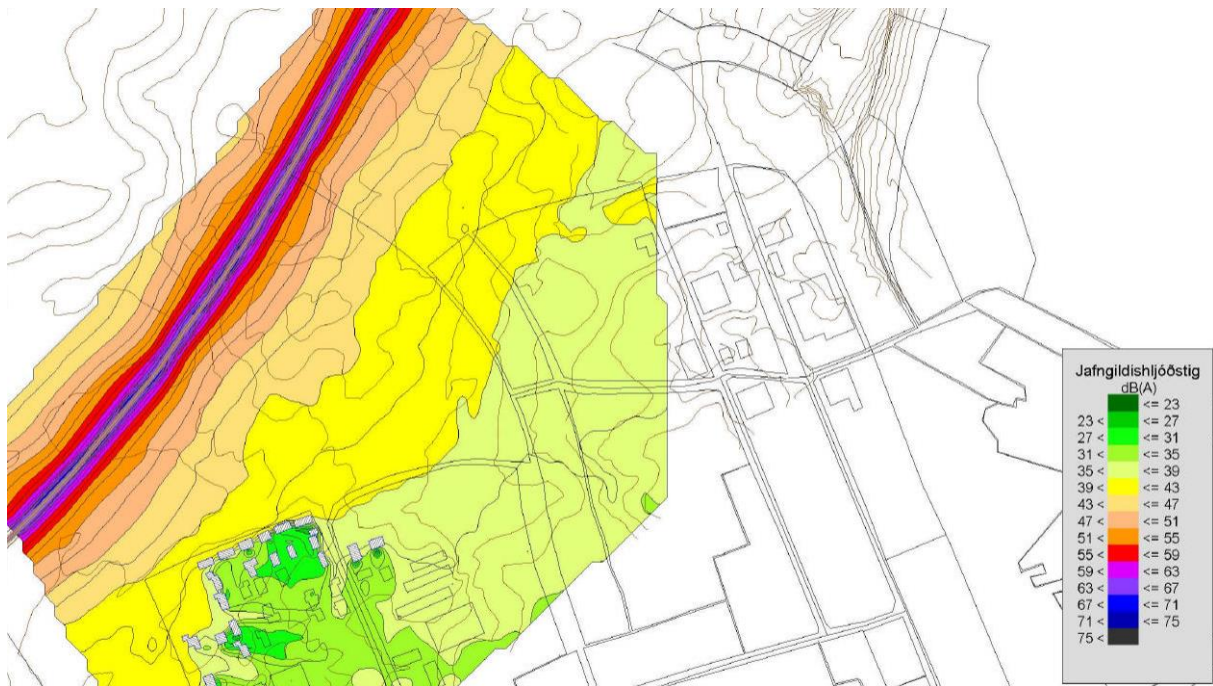 Jafngildishljóðstig
dB(A)
<= 23
23 < <= 27
27 < <= 31
31 < <= 35
35 < <= 39
39 < <= 43
43 < <= 47
47 < <= 51
51 < <= 55
55 < <= 59
59 < <= 63
63 < <= 67
67 < <= 71
71 < <= 75
75 <